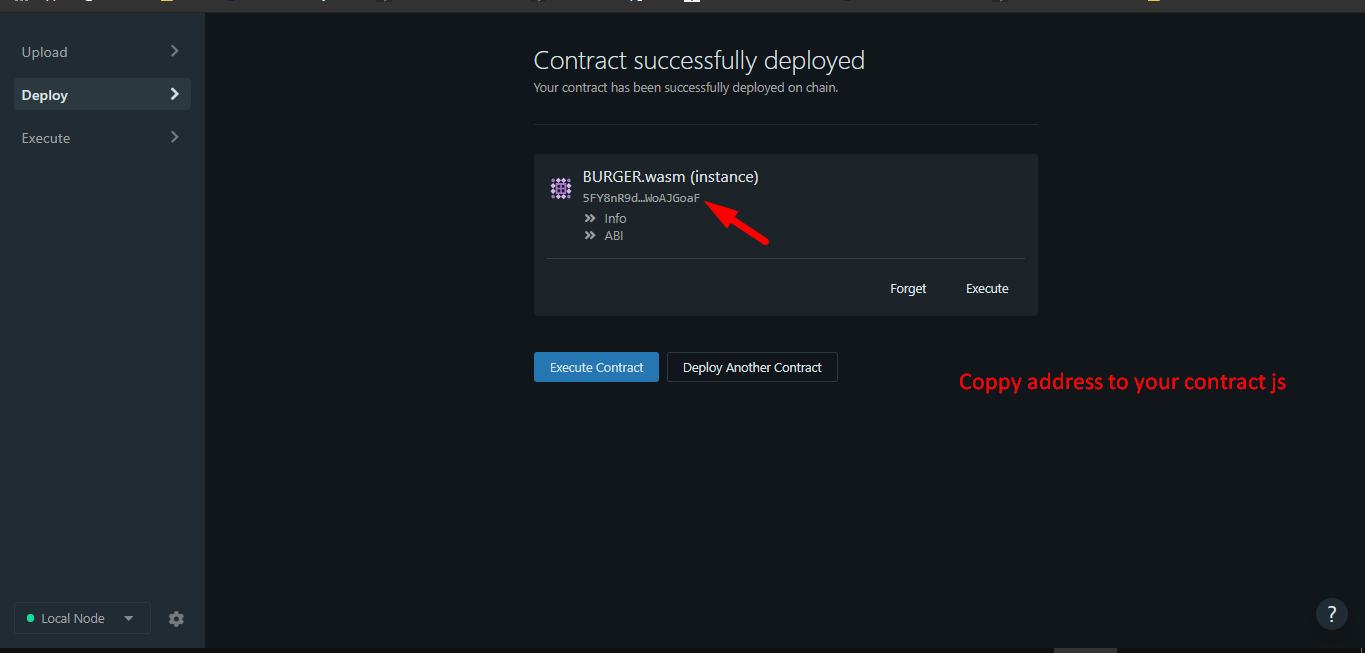 Upload
Deploy
Execute
Contract successfully deployed
Your contract has been successfully deployed on chain.
BURGER.wasm (instance)
5FY8nR9d…WoAJGoaF
Info
ABI
Forget
Execute
Execute Contract
Deploy Another Contract
Coppy address to your contract js
Local Node
?